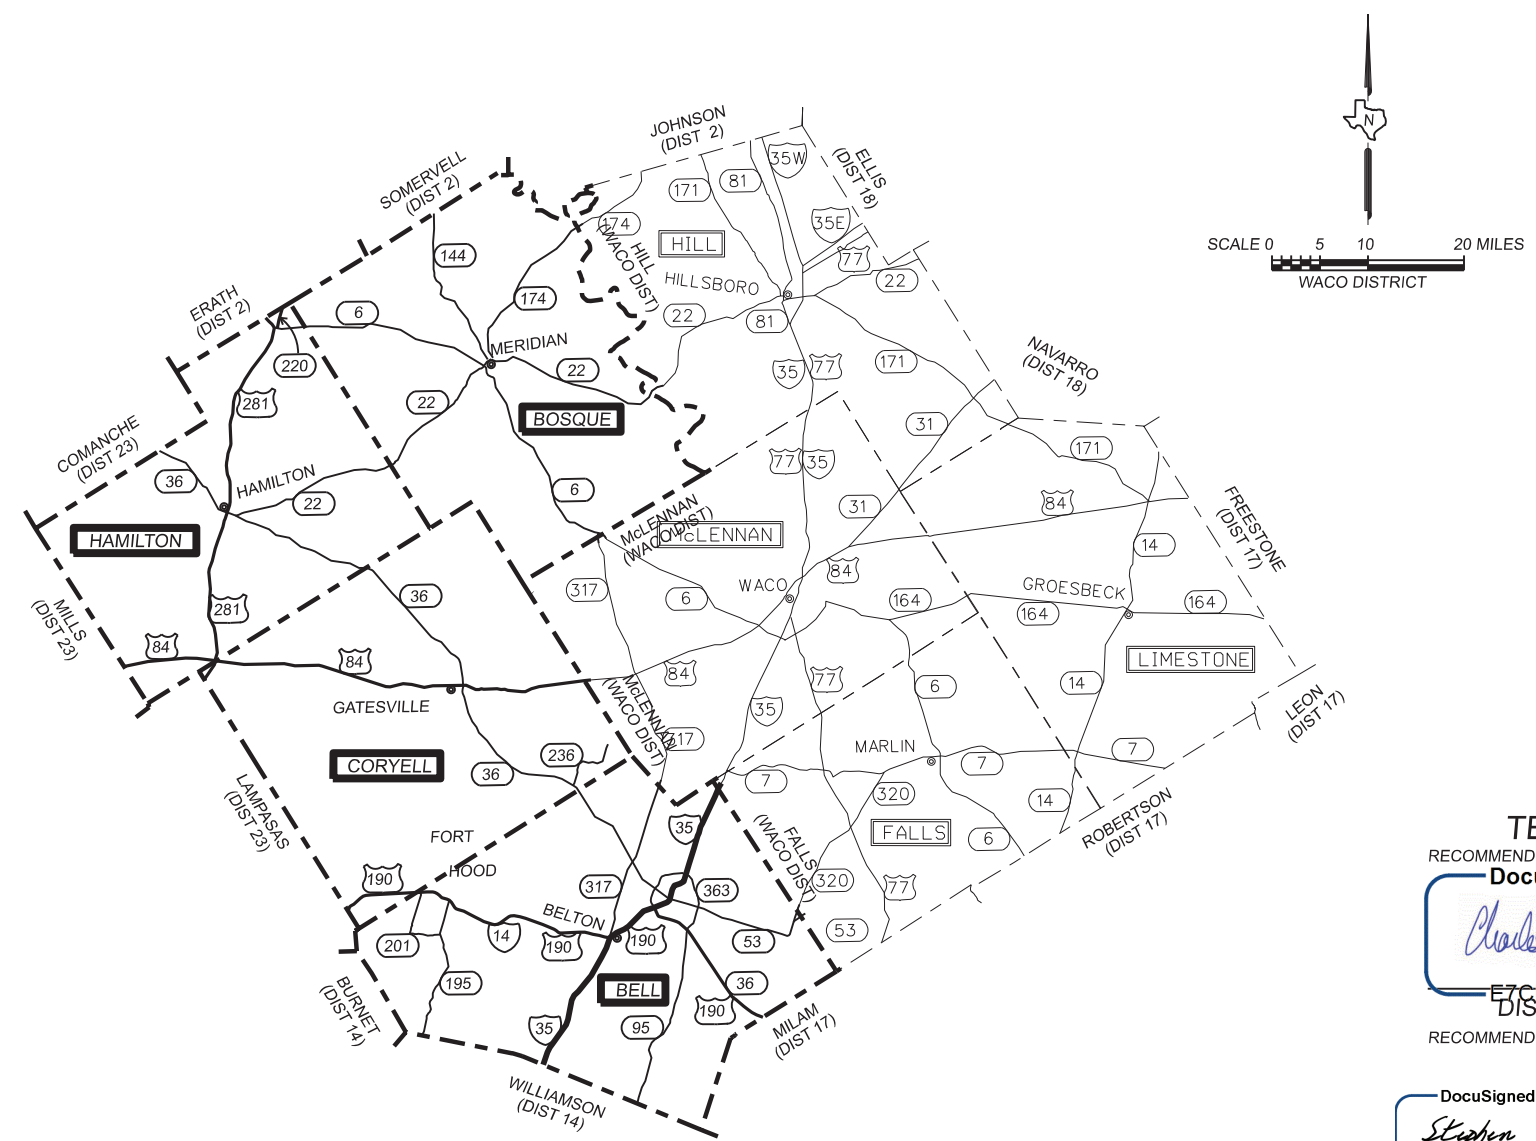 N
SCALE 0 5 10 20 MILES
WACO DISTRICT
JOHNSON
(DIST 2)
ELLIS
(DIST 18)
SOMERVELL
(DIST 2)
ERATH
(DIST 2)
COMANCHE
(DIST 23)
MILLS
(DIST 23)
LAMPASAS
(DIST 23)
BURNET
(DIST 14)
WILLIAMSON
(DIST 14)
MILAM
(DIST 17)
ROBERTSON
(DIST 17)
LEON
(DIST 17)
FREESTONE
(DIST 17)
NAVARRO
(DIST 18)
HILL
(WACO DIST)
McLENNAN
(WACO DIST)
McLENNAN
(WACO DIST)
FALLS
(WACO DIST
35W
171
81
35E
174
HILL
77
HILLSBORO
22
22
81
144
174
6
220
MERIDIAN
22
35
77
171
281
22
BOSQUE
31
171
36
HAMILTON
22
6
77
35
31
84
HAMILTON
McLENNAN
14
317
6
WACO
84
GROESBECK
164
164
164
281
36
84
84
84
77
LIMESTONE
6
14
GATESVILLE
35
317
MARLIN
7
7
7
236
36
CORYELL
320
14
FALLS
6
35
FORT
HOOD
190
317
363
320
77
BELTON
201
14
190
190
53
53
195
36
BELL
190
35
95
TE
RECOMMEND
Docu
Charles
E7C
DIS
RECOMMEND
DocuSigned
Stephen